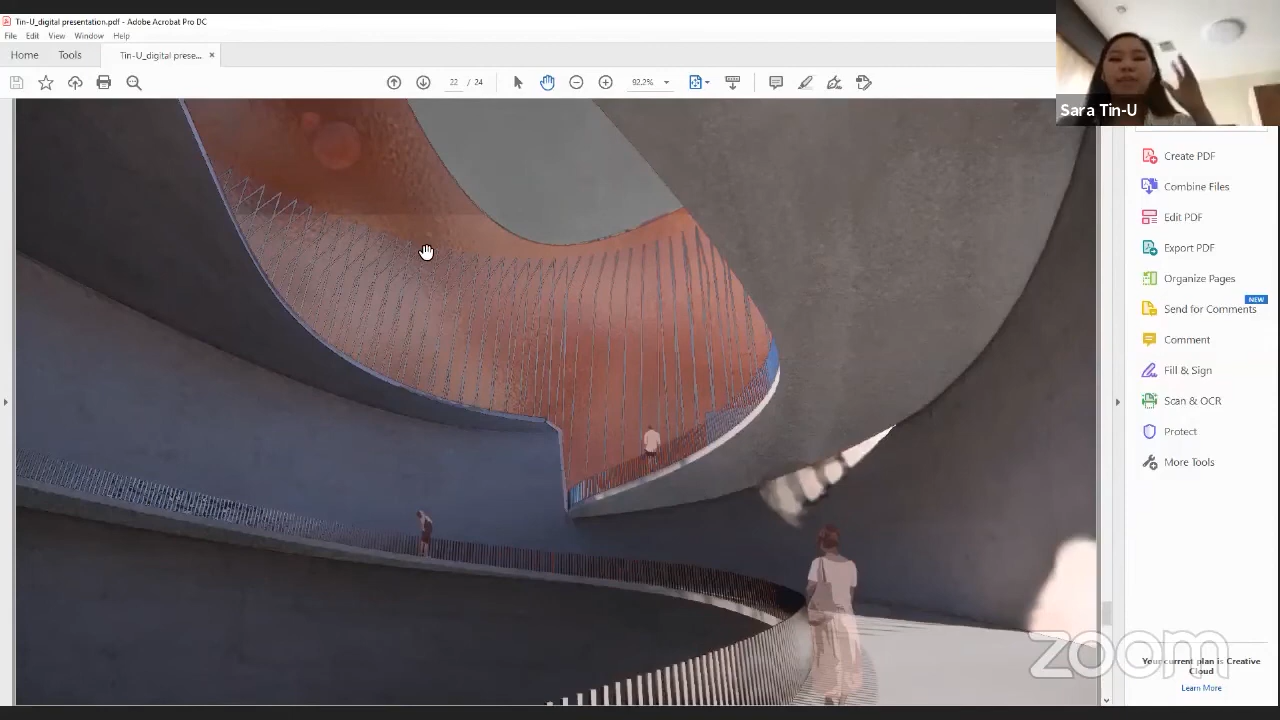 Tin-U_digital presentation.pdf - Adobe Acrobat Pro DC
File Edit View Window Help
Home Tools Tin-U_digital prese... ×
22 / 24 92.2%
Sara Tin-U
Create PDF
Combine Files
Edit PDF
Export PDF
Organize Pages
NEW
Send for Comments
Comment
Fill & Sign
Scan & OCR
Protect
More Tools
zoom
Your current plan is Creative
Cloud
Learn More